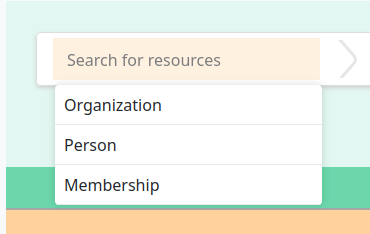 Search for resources
Organization
Person
Membership